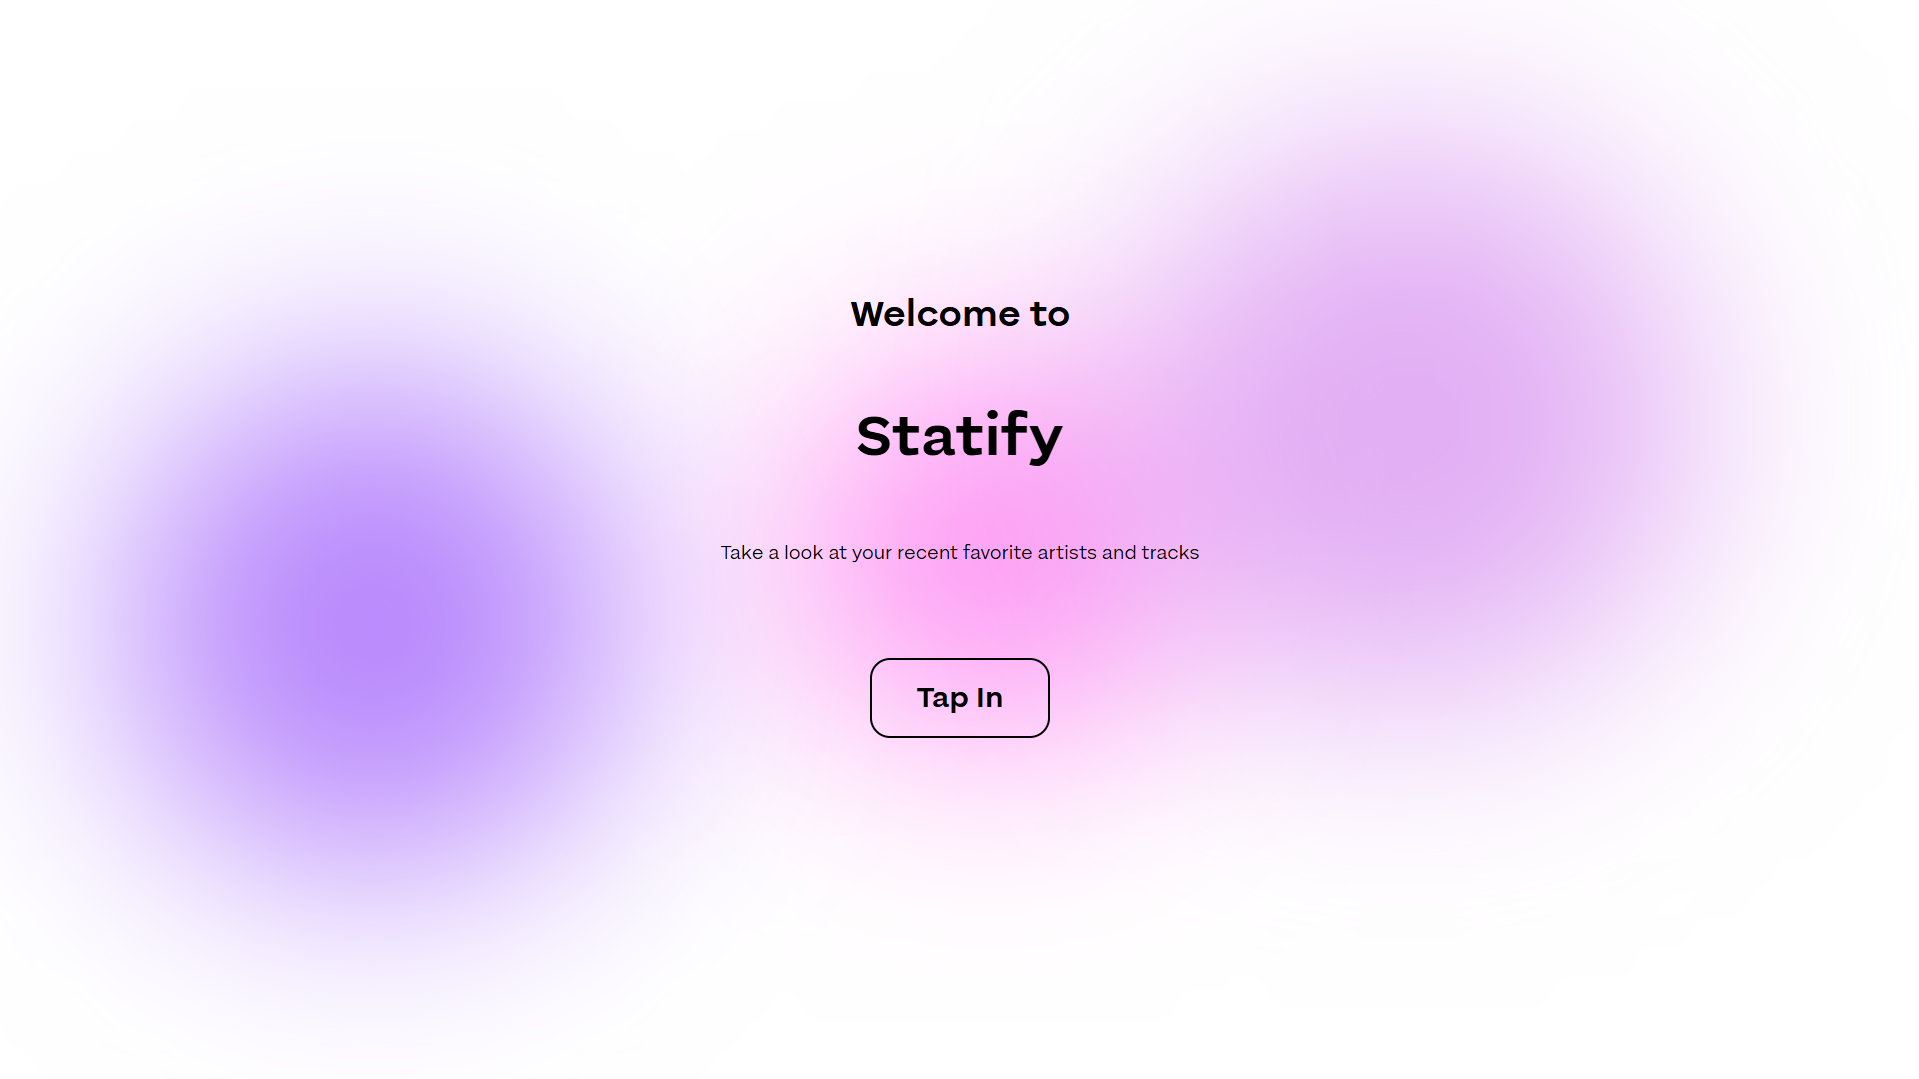 Welcome to
Statify
Take a look at your recent favorite artists and tracks
Tap In